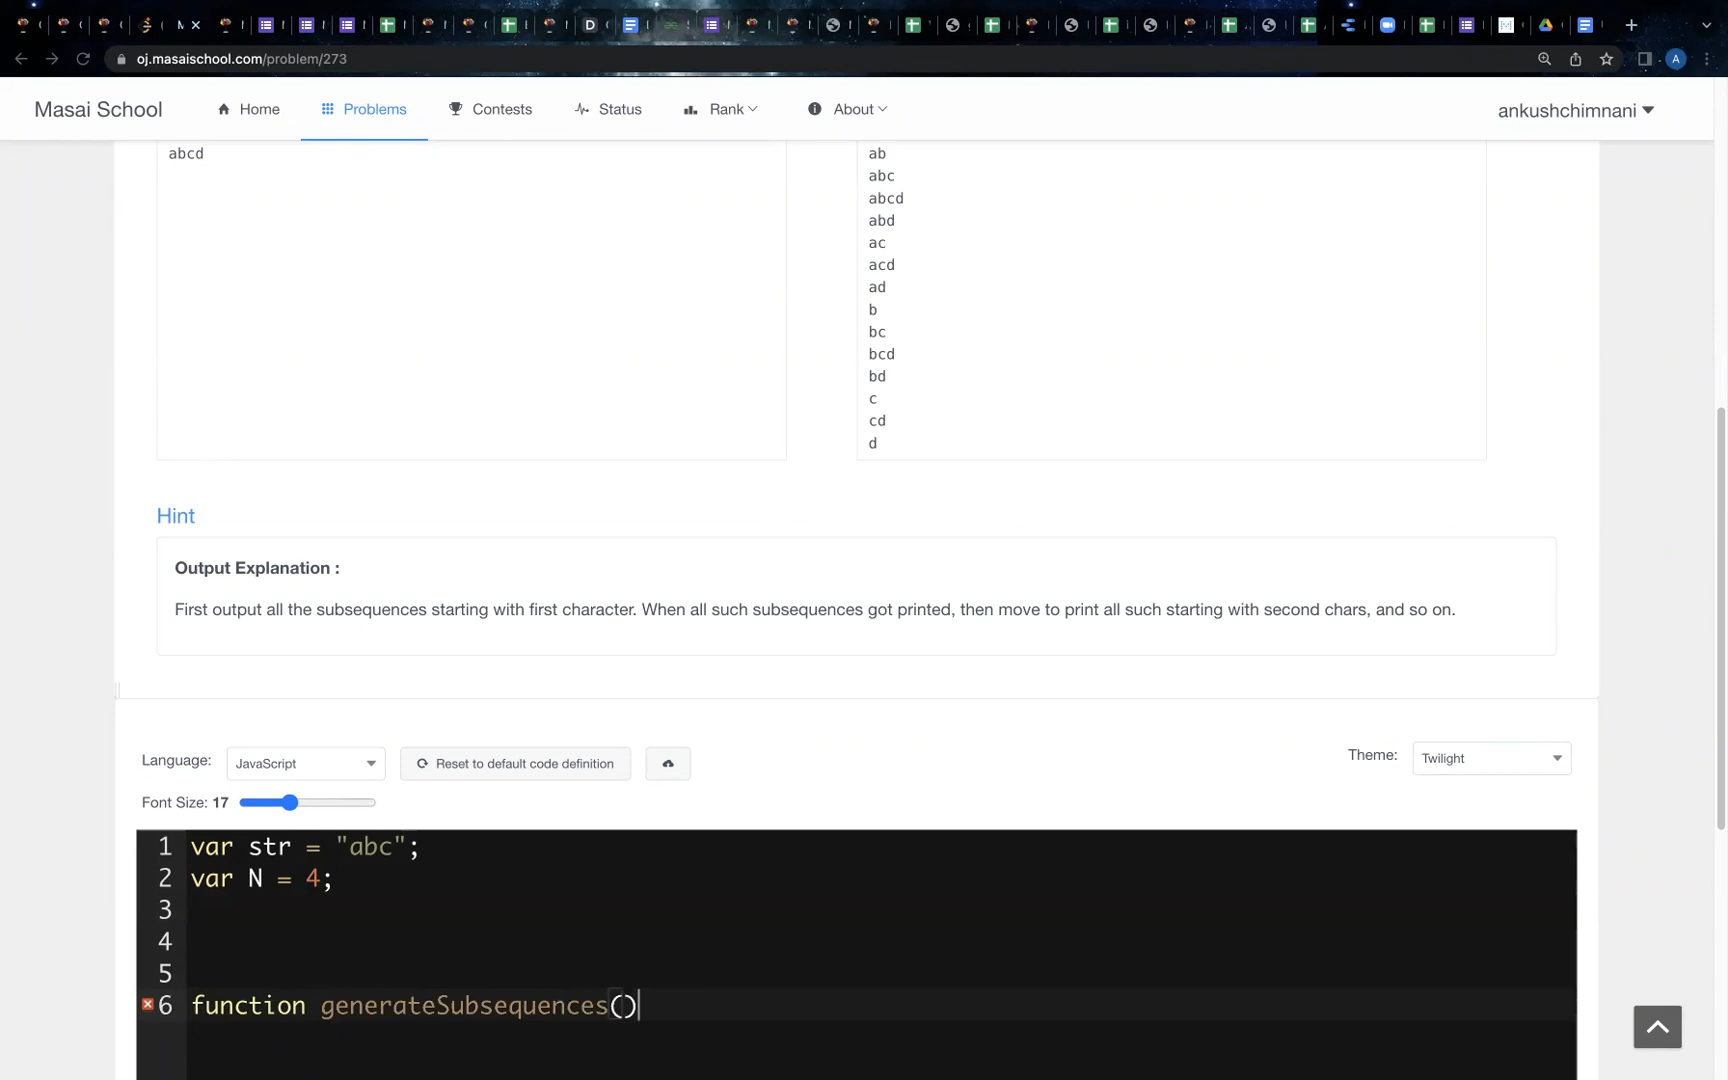 oj.masaischool.com/problem/273
A
Masai School
Home
Problems
Contests
Status
Rank
About
ankushchimnani
abcd
ab
abc
abcd
abd
ac
acd
ad
b
bc
bcd
bd
c
cd
d
Hint
Output Explanation :
First output all the subsequences starting with first character. When all such subsequences got printed, then move to print all such starting with second chars, and so on.
Language:
JavaScript
Reset to default code definition
Theme:
Twilight
Font Size: 17
1 var str = "abc";
2 var N = 4;
3
4
5
6 function generateSubsequences()